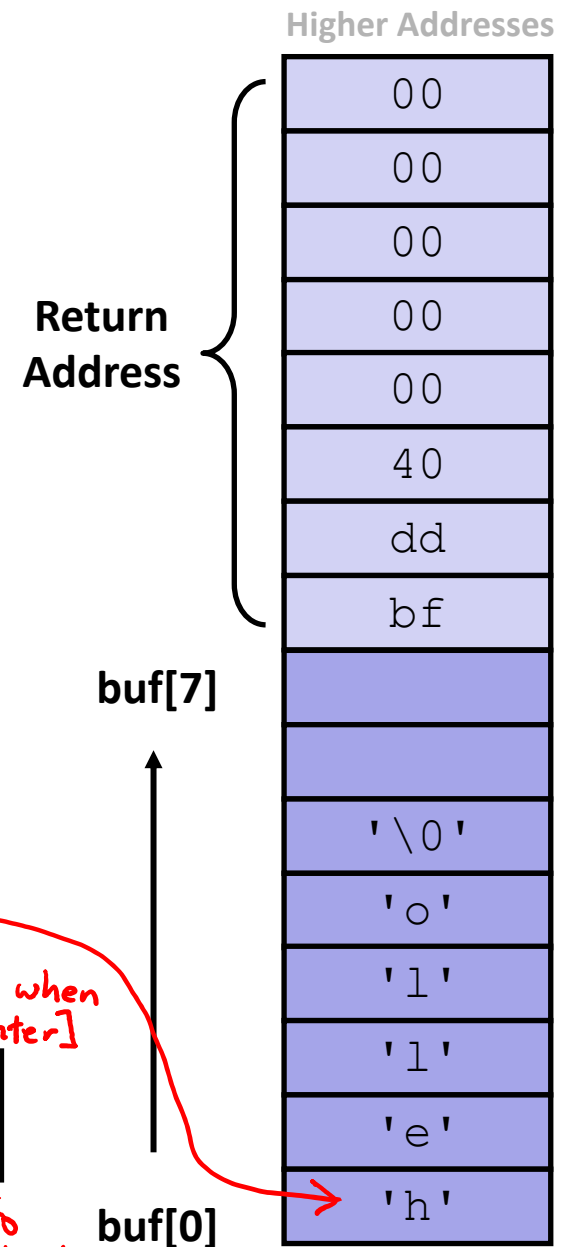 Higher Addresses
00
00
00
00
Return
Address
00
40
dd
bf
buf[7]
'\0'
'o'
'l'
when
'l'
'e'
'h'
buf[0]